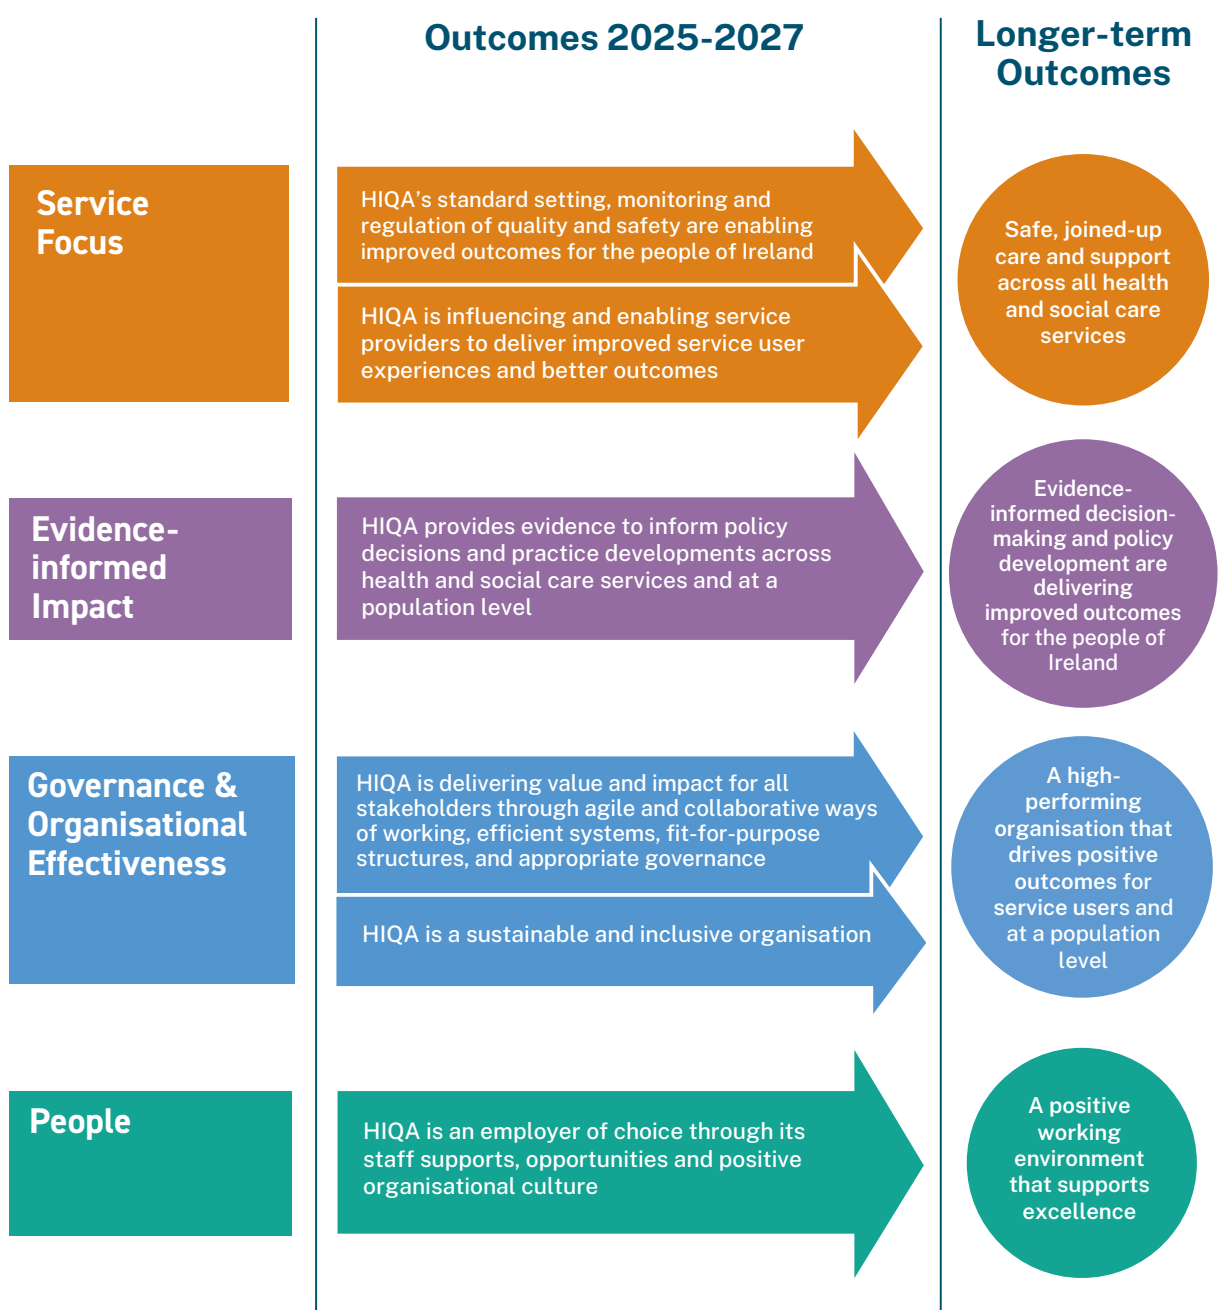 Outcomes 2025-2027
Longer-term
Outcomes
Service
Focus
HIQA’s standard setting, monitoring and
regulation of quality and safety are enabling
improved outcomes for the people of Ireland
HIQA is influencing and enabling service
providers to deliver improved service user
experiences and better outcomes
Safe, joined-up
care and support
across all health
and social care
services
Evidence-
informed
Impact
HIQA provides evidence to inform policy
decisions and practice developments across
health and social care services and at a
population level
Evidence-
informed decision-
making and policy
development are
delivering
improved outcomes
for the people of
Ireland
Governance &
Organisational
Effectiveness
HIQA is delivering value and impact for all
stakeholders through agile and collaborative ways
of working, efficient systems, fit-for-purpose
structures, and appropriate governance
HIQA is a sustainable and inclusive organisation
A high-
performing
organisation that
drives positive
outcomes for
service users and
at a population
level
People
HIQA is an employer of choice through its
staff supports, opportunities and positive
organisational culture
A positive
working
environment
that supports
excellence